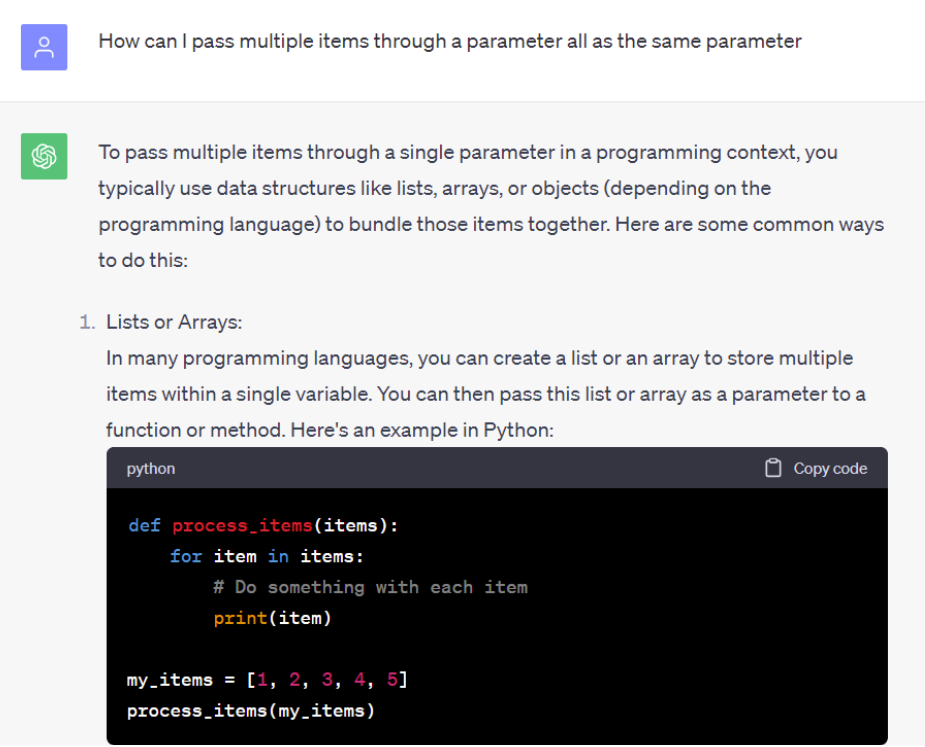 How can I pass multiple items through a parameter all as the same parameter
To pass multiple items through a single parameter in a programming context, you
typically use data structures like lists, arrays, or objects (depending on the
programming language) to bundle those items together. Here are some common ways
to do this:
1. Lists or Arrays:
In many programming languages, you can create a list or an array to store multiple
items within a single variable. You can then pass this list or array as a parameter to a
function or method. Here's an example in Python:
python Copy code
def process_items(items):
    for item in items:
        # Do something with each item
        print(item)
my_items = [1, 2, 3, 4, 5]
process_items(my_items)